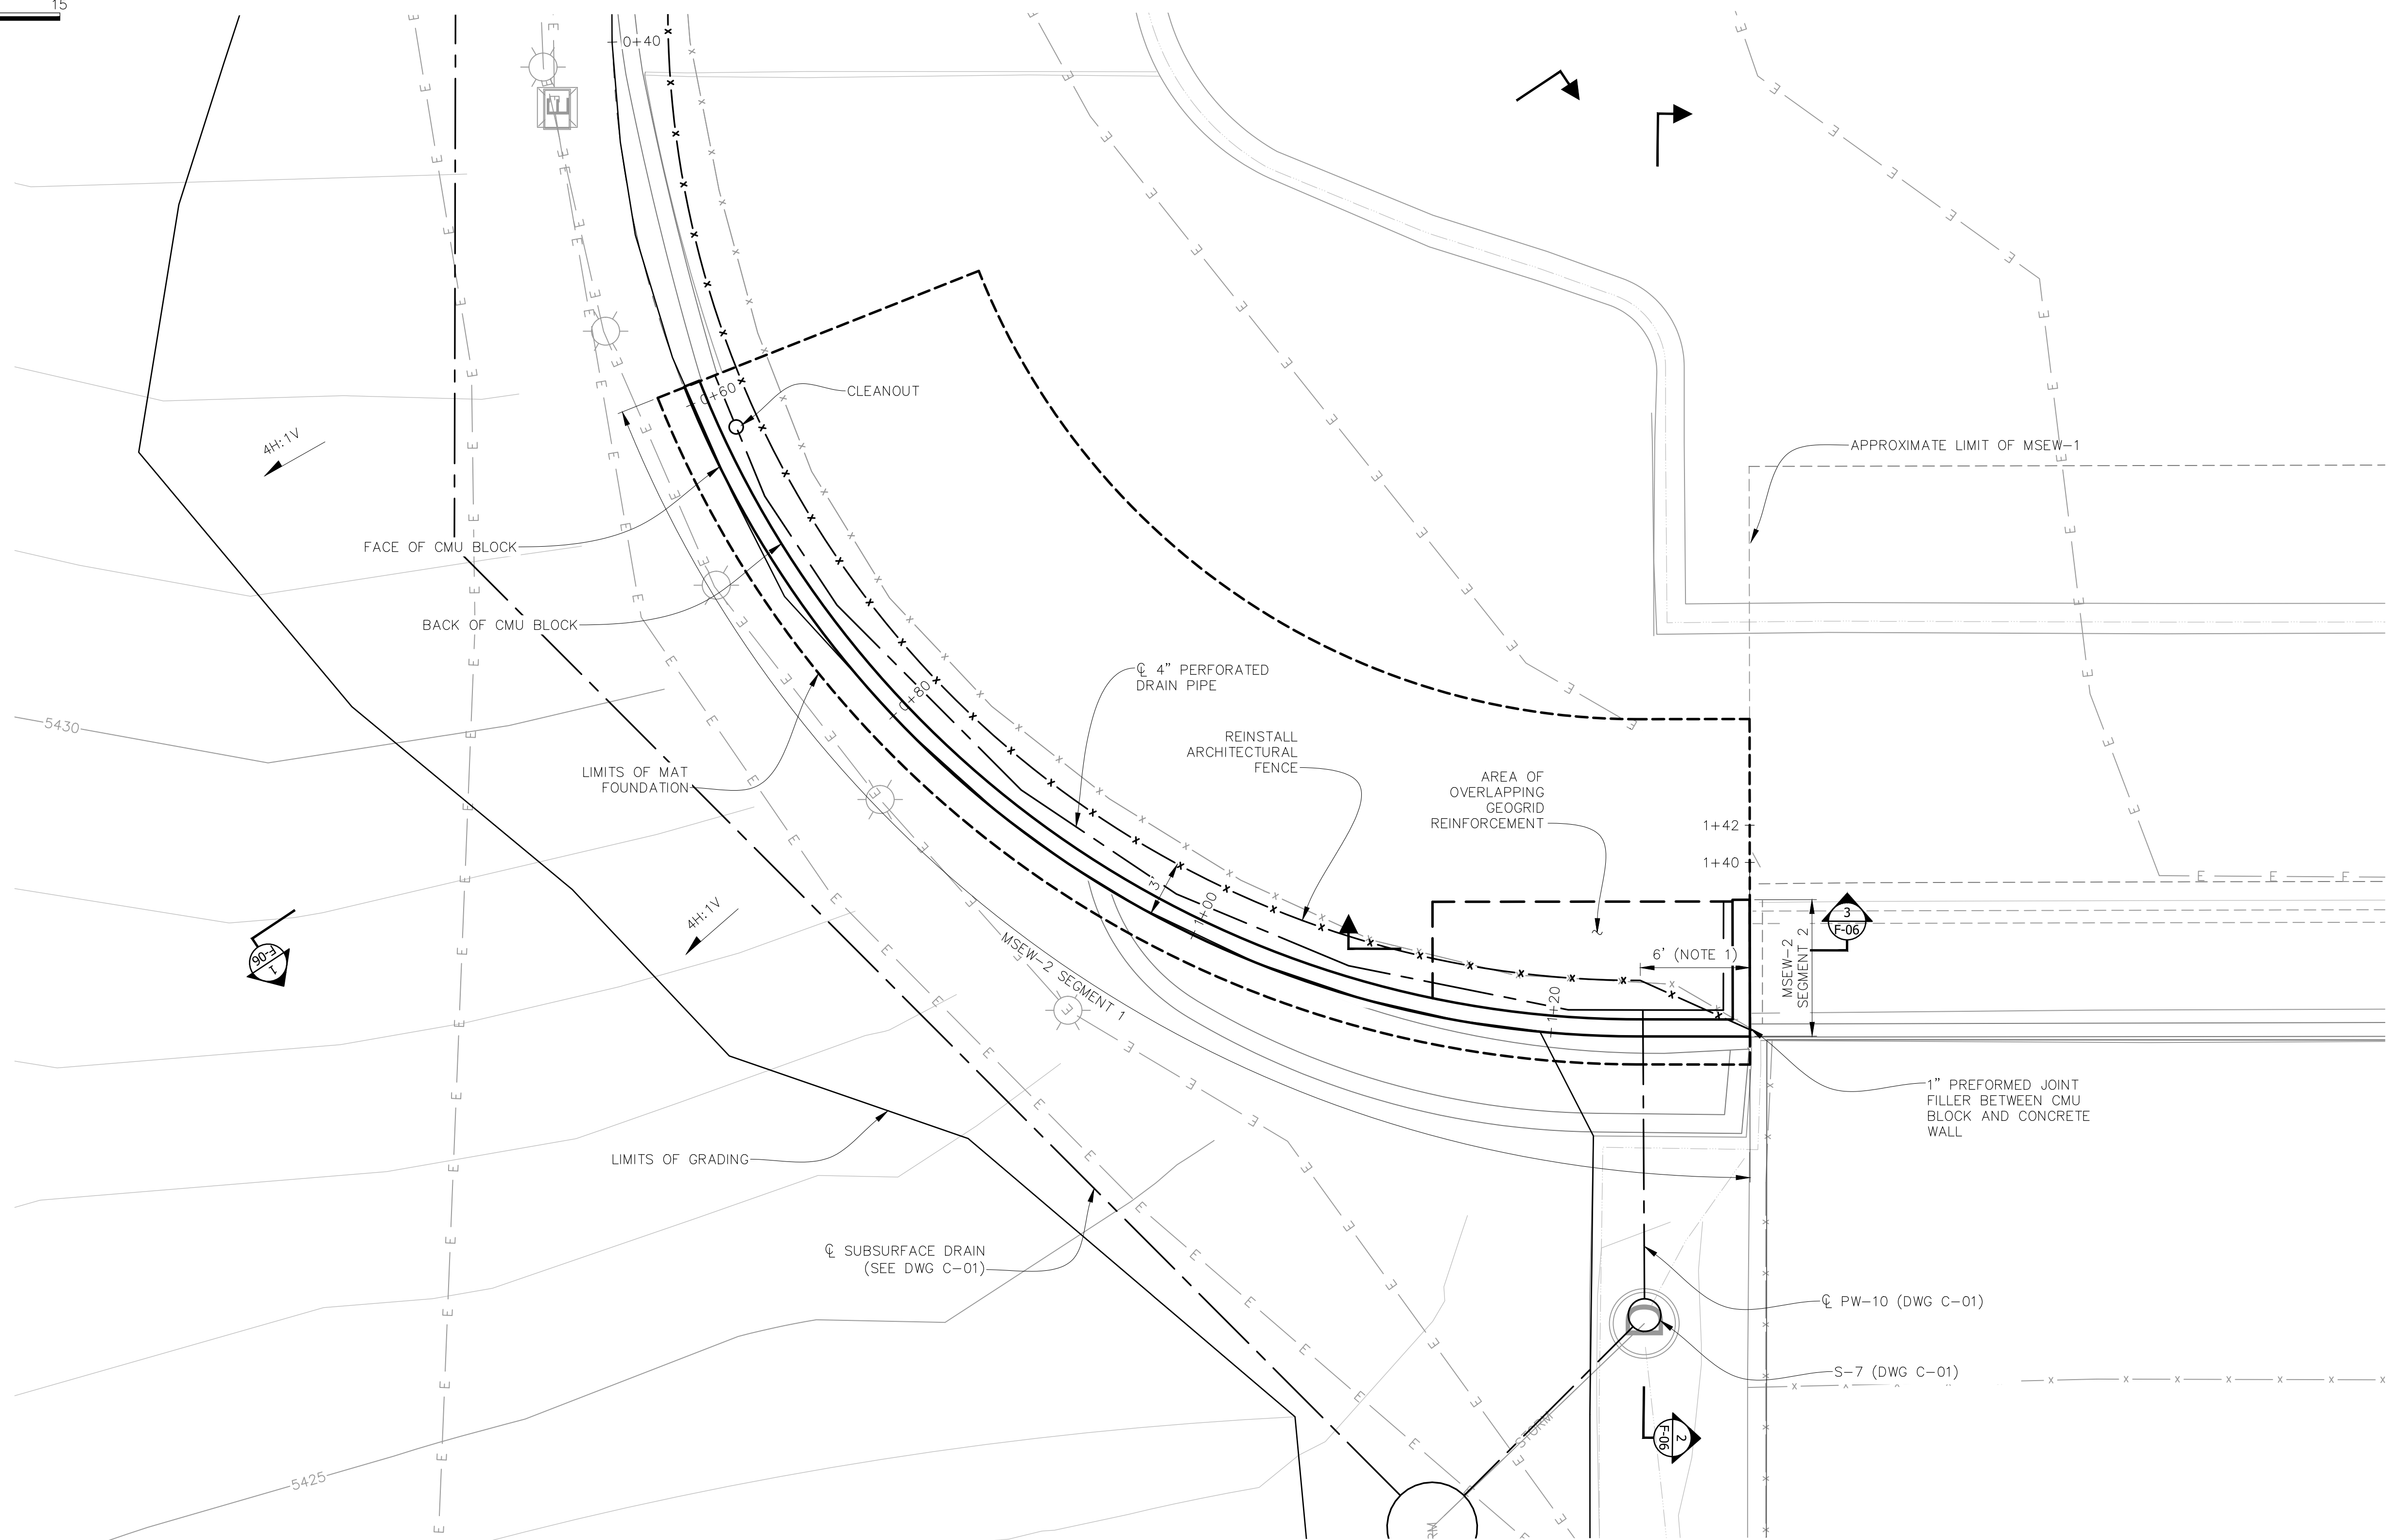 15
0+40
E
0+60
CLEANOUT
4H:1V
APPROXIMATE LIMIT OF MSEW-1
FACE OF CMU BLOCK
BACK OF CMU BLOCK
℄ 4" PERFORATED
DRAIN PIPE
0+80
5430
LIMITS OF MAT
FOUNDATION
REINSTALL
ARCHITECTURAL
FENCE
AREA OF
OVERLAPPING
GEOGRID
REINFORCEMENT
1+42
1+40
3'
1+00
4H:1V
1
F-06
3
F-06
MSEW-2 SEGMENT 1
6' (NOTE 1)
MSEW-2
SEGMENT 2
1+20
1" PREFORMED JOINT
FILLER BETWEEN CMU
BLOCK AND CONCRETE
WALL
LIMITS OF GRADING
℄ SUBSURFACE DRAIN
(SEE DWG C-01)
℄ PW-10 (DWG C-01)
D
S-7 (DWG C-01)
STORM
2
F-06
5425
RM